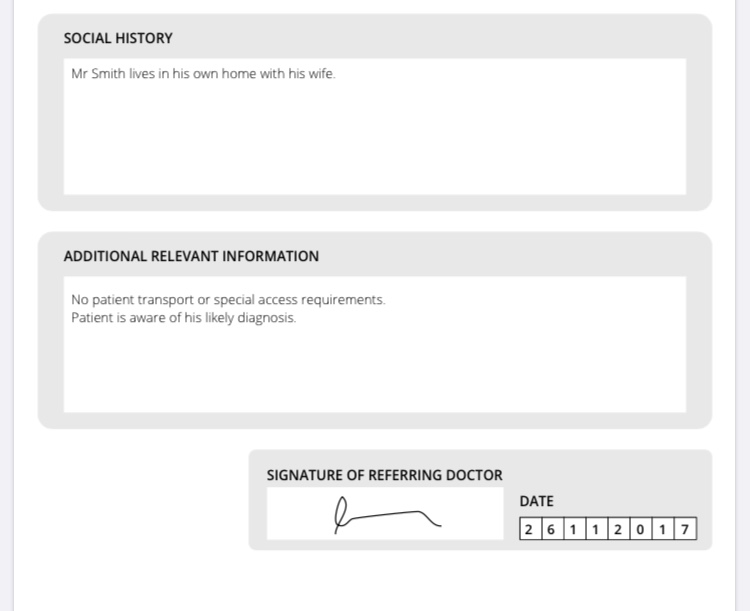 SOCIAL HISTORY
Mr Smith lives in his own home with his wife.
ADDITIONAL RELEVANT INFORMATION
No patient transport or special access requirements.
Patient is aware of his likely diagnosis.
SIGNATURE OF REFERRING DOCTOR
DATE
2 6 1 1 2 0 1 7